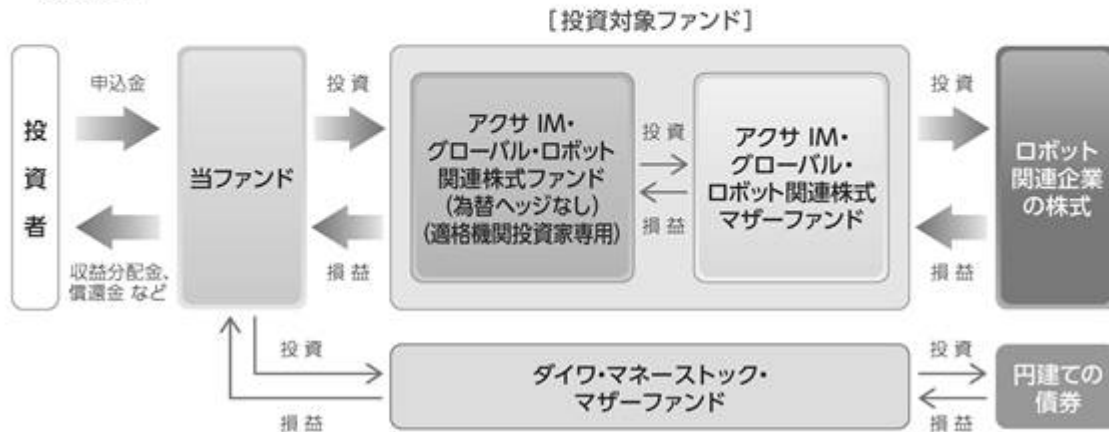 [投資対象ファンド]
投資者
申込金
収益分配金、
償還金 など
当ファンド
投資
損益
アクサ IM・
グローバル・ロボット
関連株式ファンド
(為替ヘッジなし)
(適格機関投資家専用)
投資
損益
アクサ IM・
グローバル・
ロボット関連株式
マザーファンド
投資
損益
ロボット
関連企業
の株式
投資
損益
ダイワ・マネーストック・
マザーファンド
投資
損益
円建ての
債券